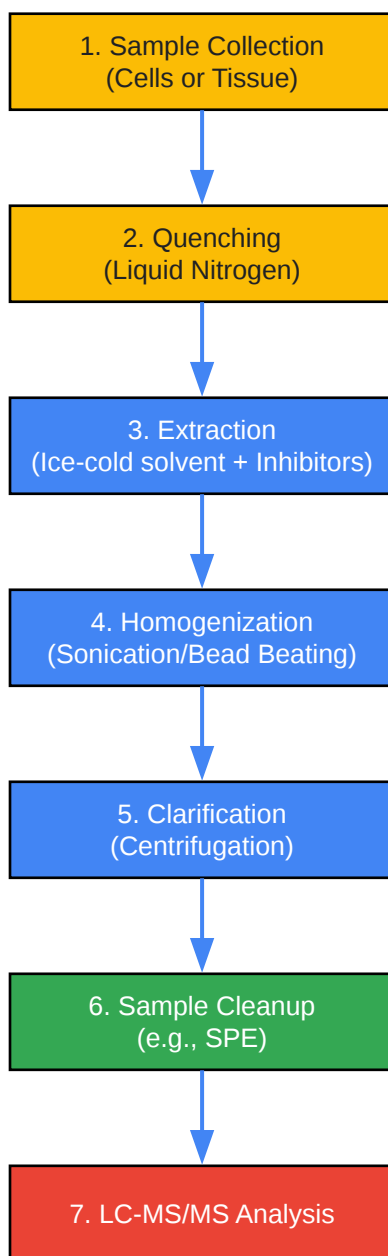 1. Sample Collection
(Cells or Tissue)
2. Quenching
(Liquid Nitrogen)
3. Extraction
(Ice-cold solvent + Inhibitors)
4. Homogenization
(Sonication/Bead Beating)
5. Clarification
(Centrifugation)
6. Sample Cleanup
(e.g., SPE)
7. LC-MS/MS Analysis